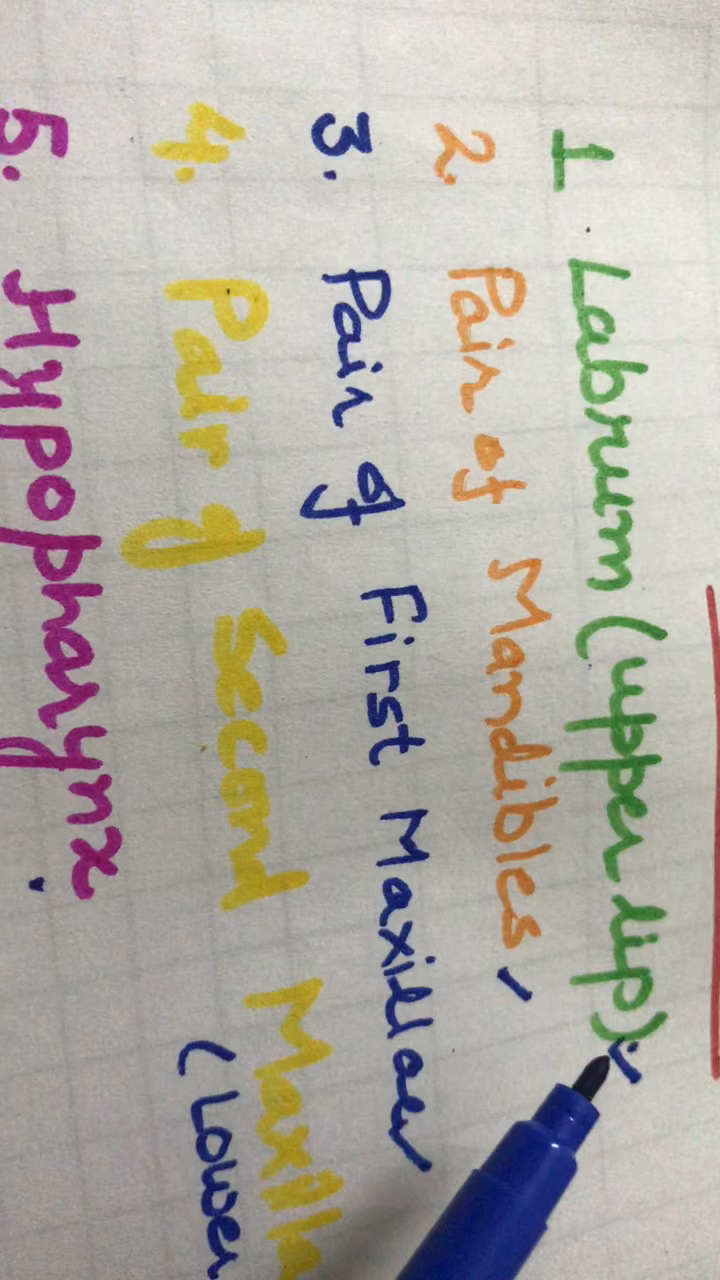 1. Labrum (upper lip)
2. Pair of Mandibles
3. Pair of First Maxillae
4. Pair of Second Maxilla
(Lower
5. Hypopharynx